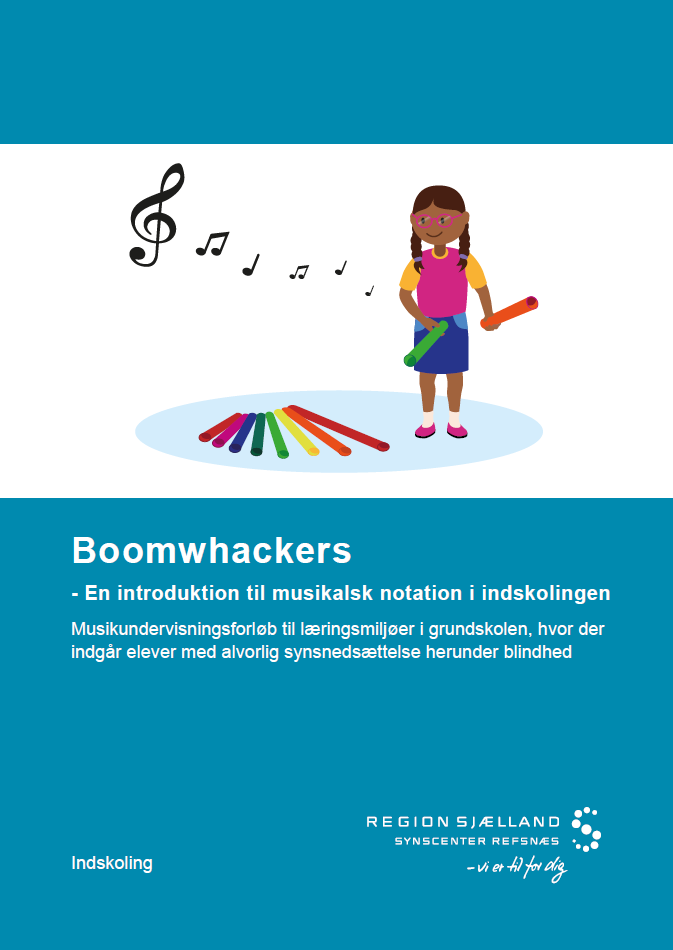 Boomwhackers
- En introduktion til musikalsk notation i indskolingen
Musikundervisningsforløb til læringsmiljøer i grundskolen, hvor der
indgår elever med alvorlig synsnedsættelse herunder blindhed
REGION SJÆLLAND
SYNSCENTER REFSNÆS
- vi er til for dig
Indskoling